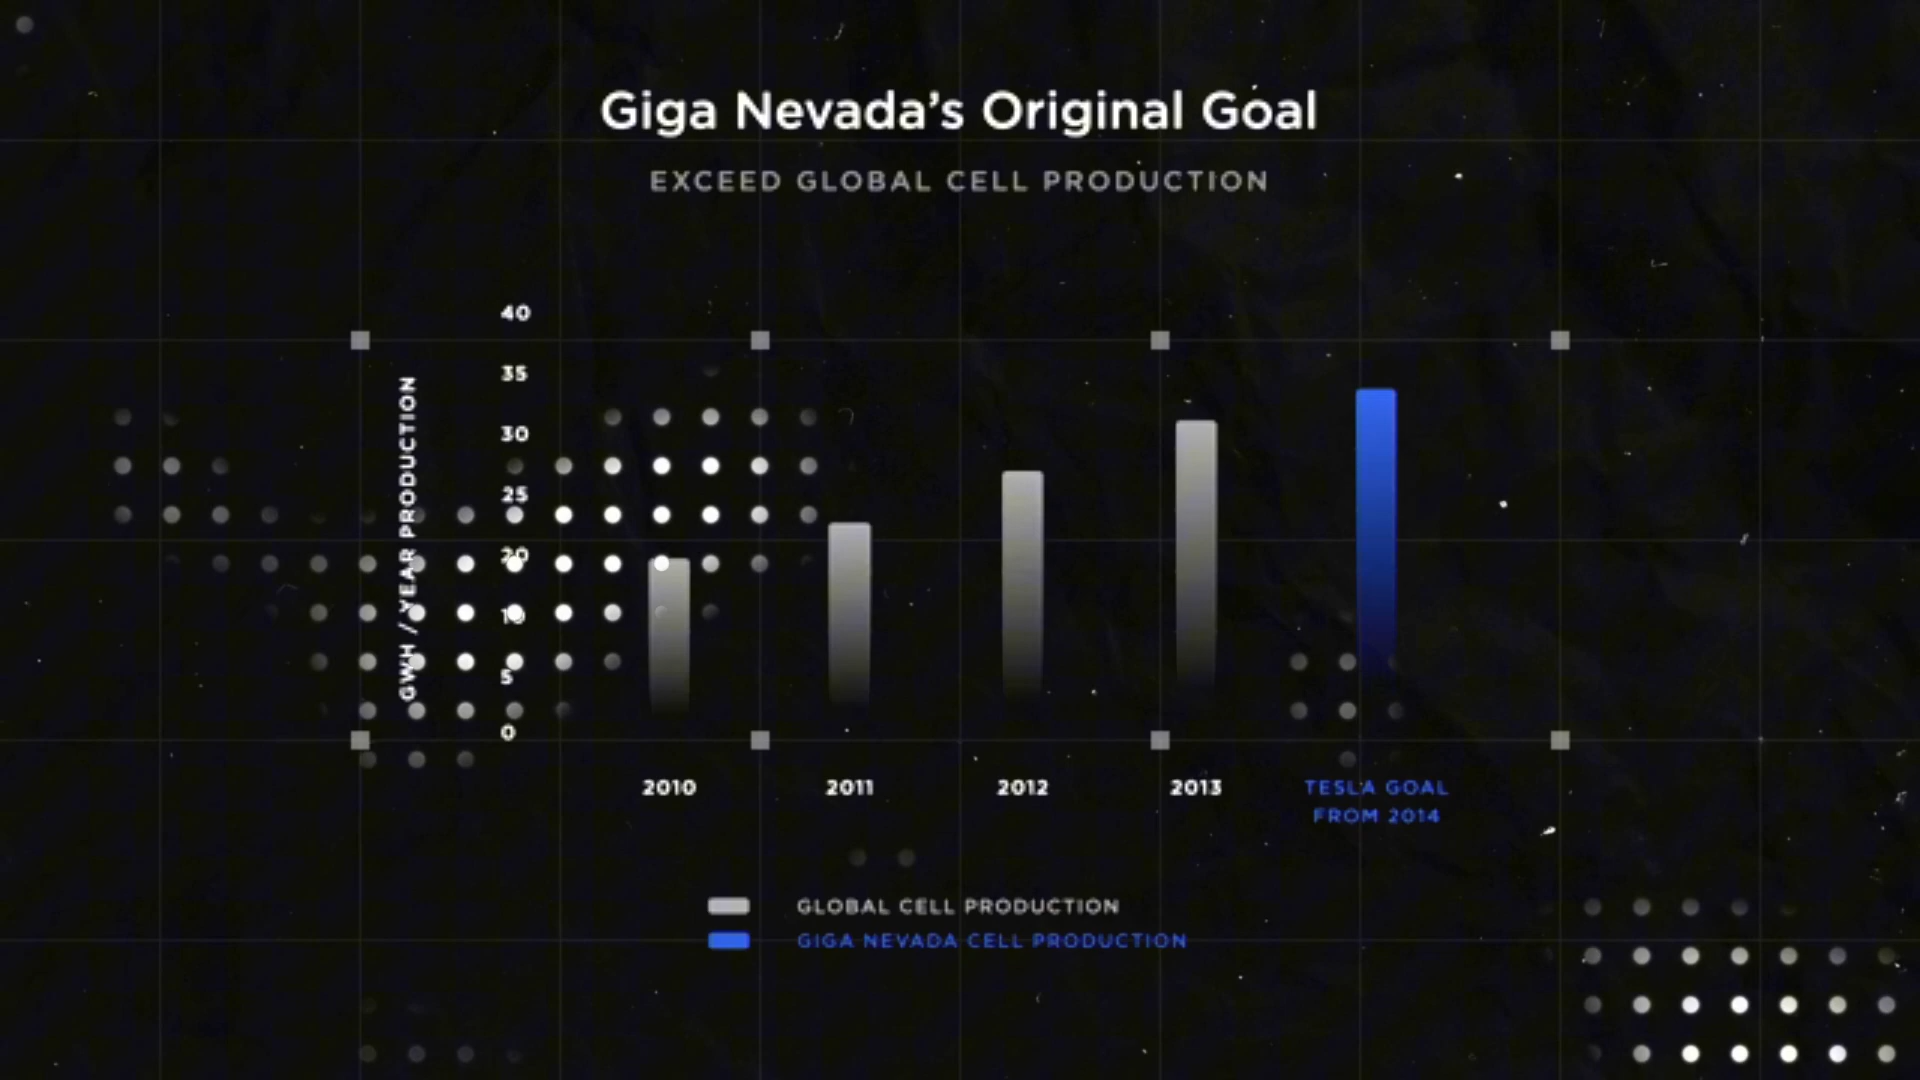 Giga Nevada’s Original Goal
EXCEED GLOBAL CELL PRODUCTION
GWH / YEAR PRODUCTION
40
35
30
25
20
10
5
0
2010
2011
2012
2013
TESLA GOAL
FROM 2014
GLOBAL CELL PRODUCTION
GIGA NEVADA CELL PRODUCTION